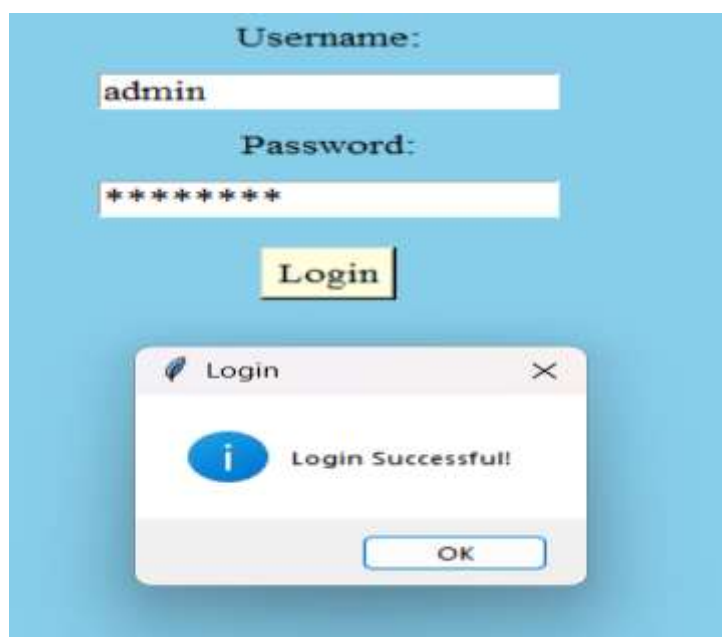 Username:
admin
Password:
********
Login
Login
Login Successful!
OK